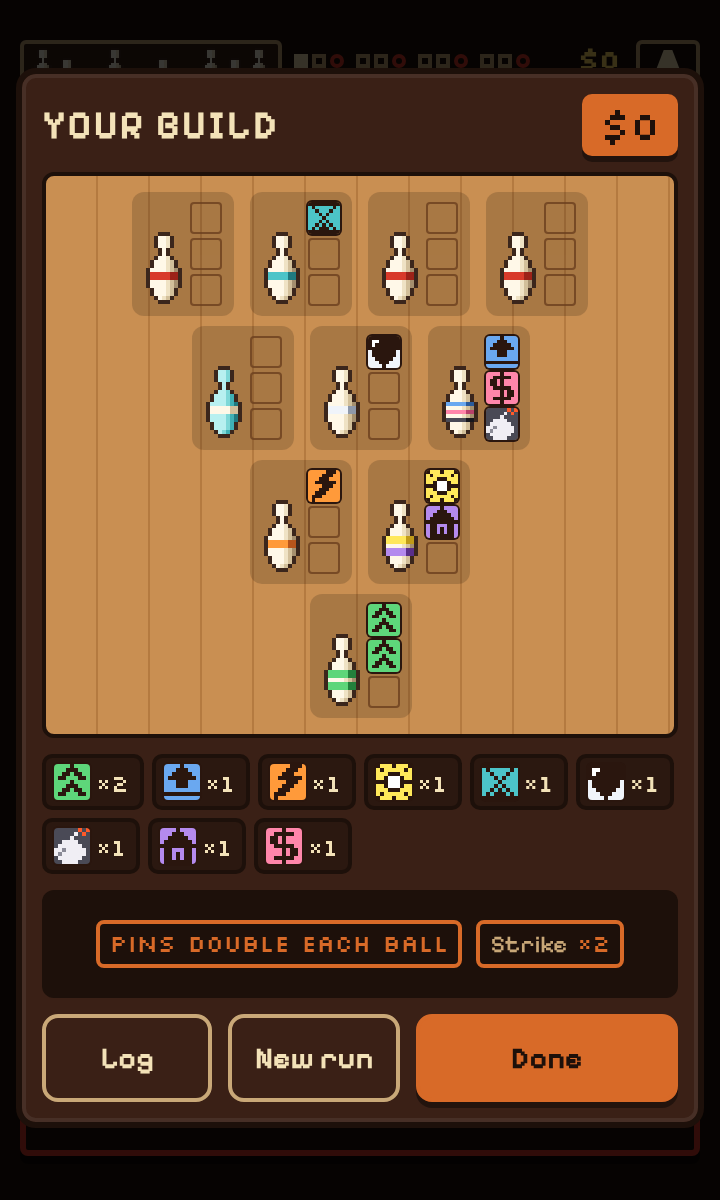 $0
YOUR BUILD
$0
×2
×1
×1
×1
×1
×1
×1
×1
×1
PINS DOUBLE EACH BALL
Strike ×2
Log
New run
Done